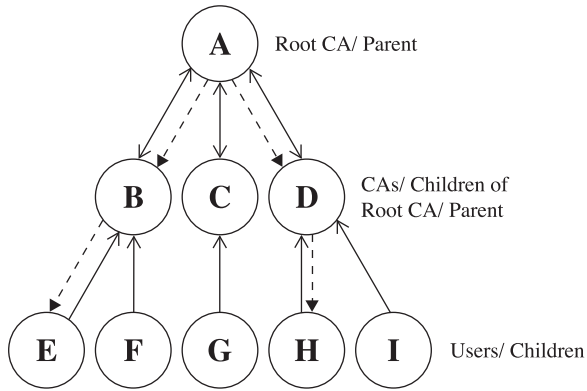 A
Root CA/ Parent
B
C
D
CAs/ Children of
Root CA/ Parent
E
F
G
H
I
Users/ Children